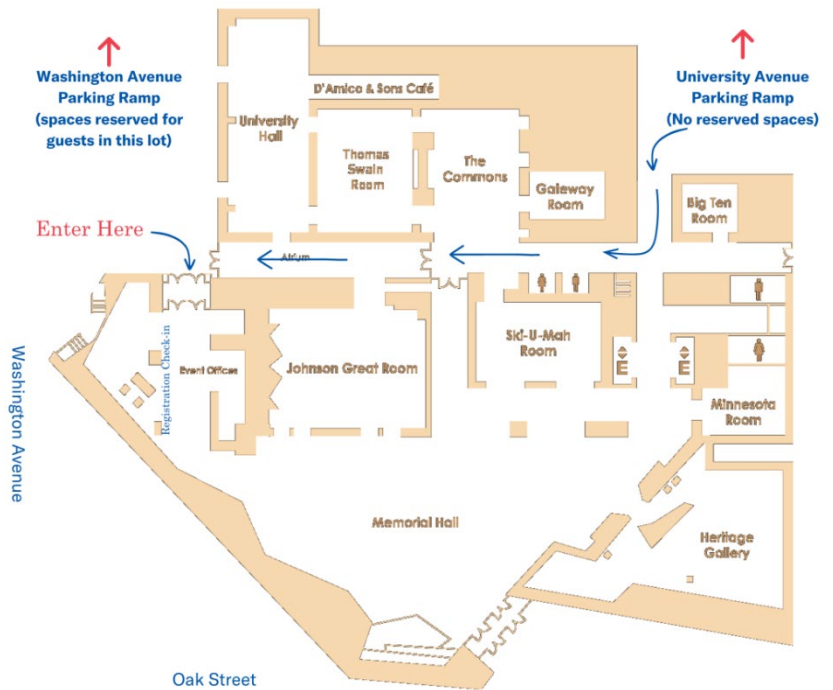 Washington Avenue
Parking Ramp
(spaces reserved for
guests in this lot)
University Avenue
Parking Ramp
(No reserved spaces)
D'Amico & Sons Café
University
Hall
Thomas
Swain
Room
The
Commons
Gateway
Room
Big Ten
Room
Enter Here
Atrium
Ski-U-Mah
Room
Registration Check-in
Event Offices
Johnson Great Room
E
E
Minnesota
Room
Washington Avenue
Memorial Hall
Heritage
Gallery
Oak Street